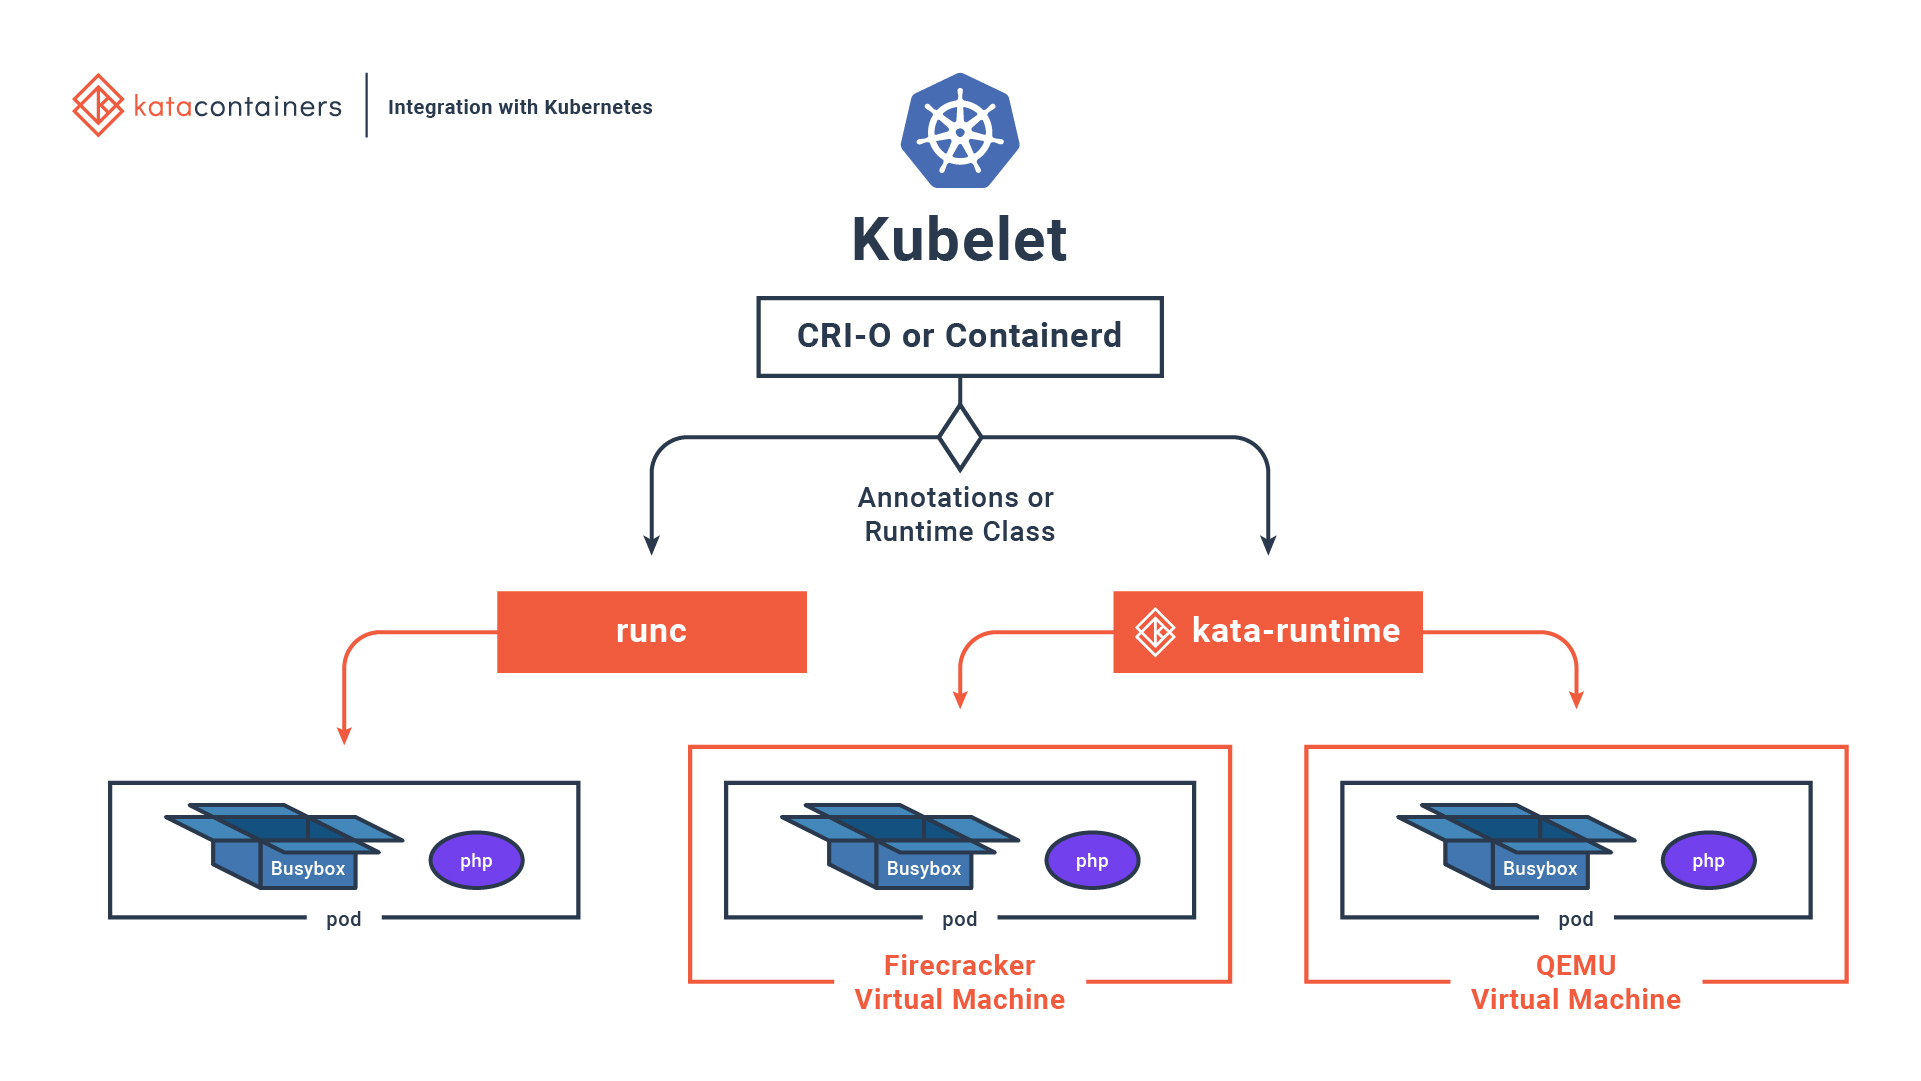 katacontainers
Integration with Kubernetes
Kubelet
CRI-O or Containerd
Annotations or
Runtime Class
runc
kata-runtime
Busybox
php
pod
Busybox
php
pod
Firecracker
Virtual Machine
Busybox
php
pod
QEMU
Virtual Machine